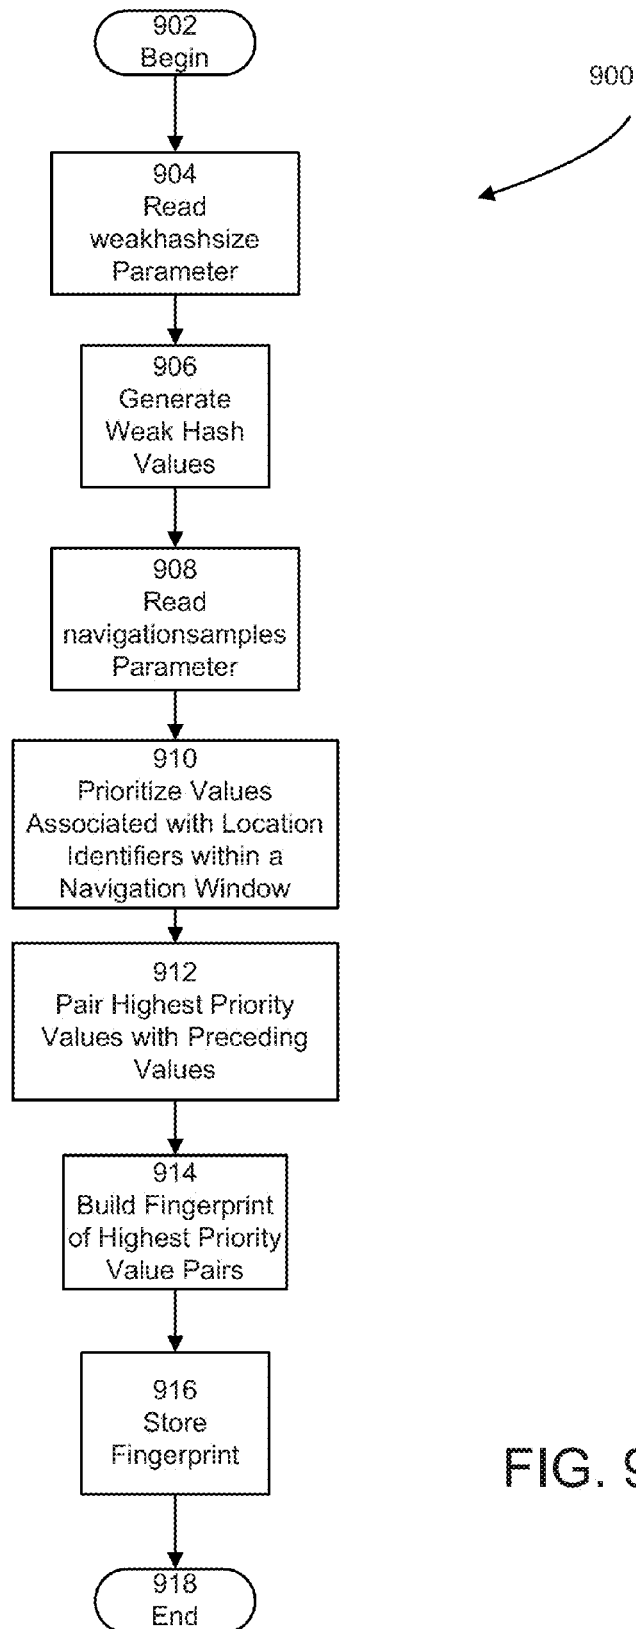 902
Begin
900
904
Read
weakhashsize
Parameter
906
Generate
Weak Hash
Values
908
Read
navigationsamples
Parameter
910
Prioritize Values
Associated with Location
Identifiers within a
Navigation Window
912
Pair Highest Priority
Values with Preceding
Values
914
Build Fingerprint
of Highest Priority
Value Pairs
916
Store
Fingerprint
FIG. 9
918
End